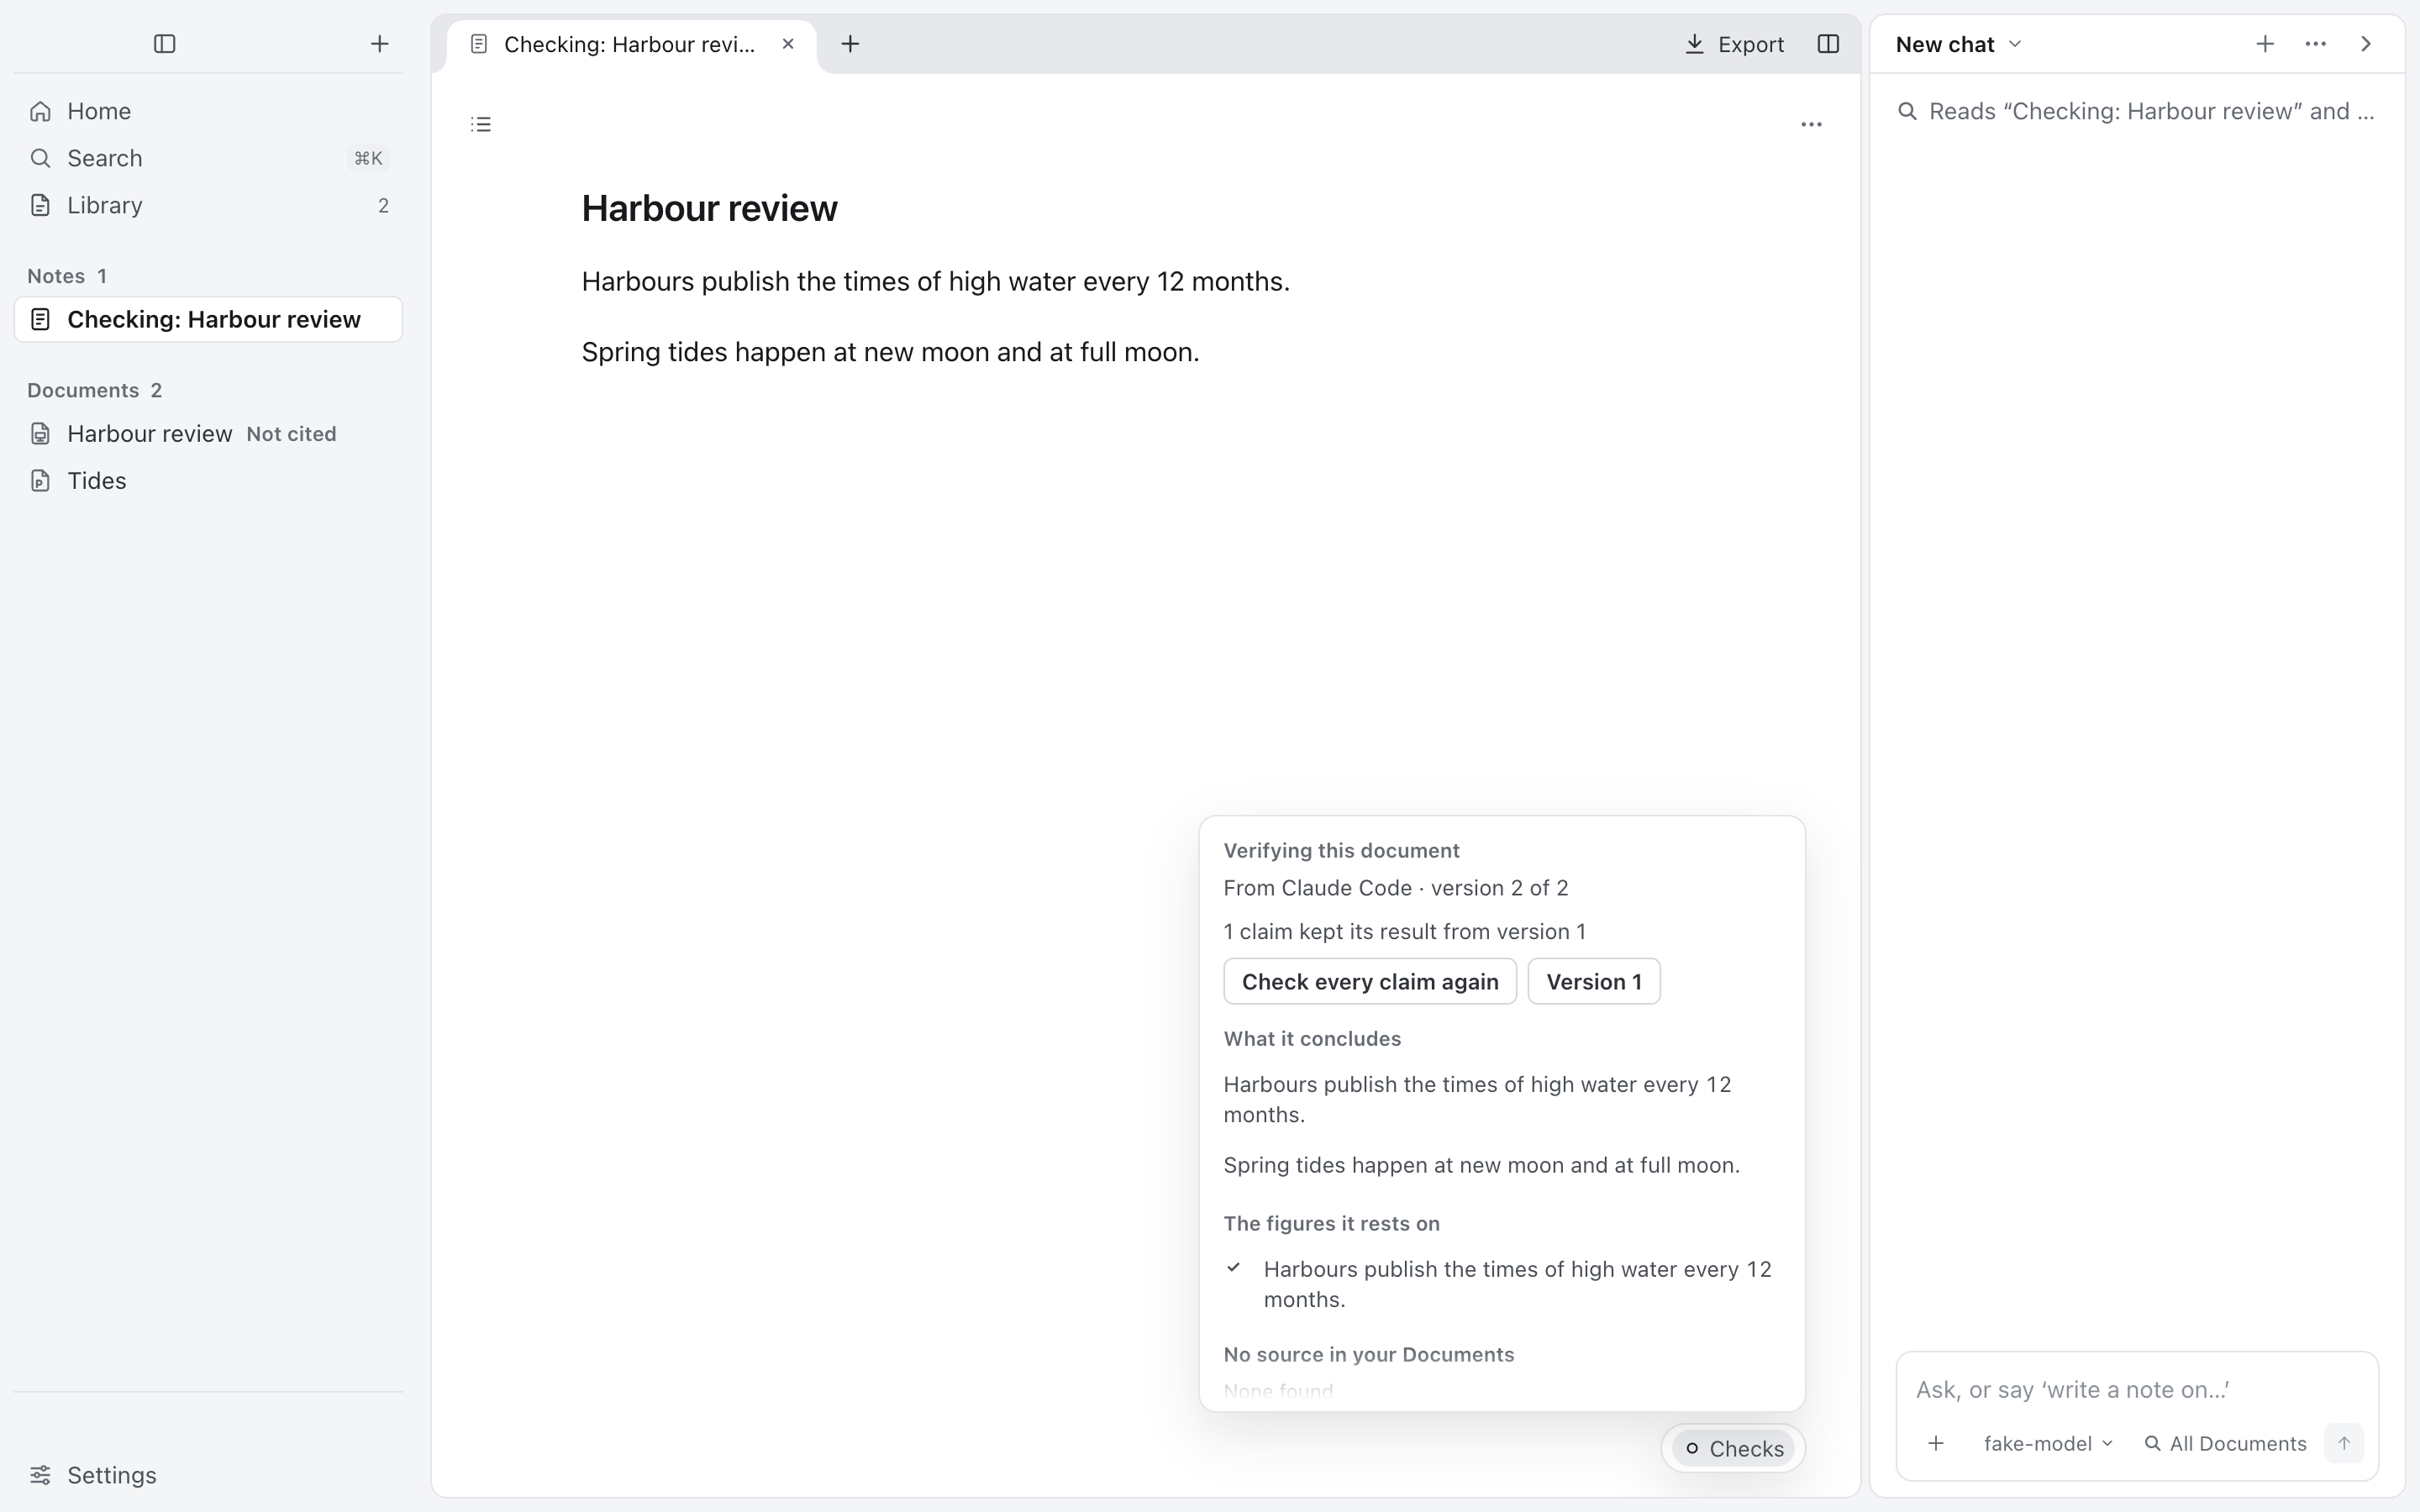 Home
Search ⌘K
Library 2
Notes 1
Checking: Harbour review
Documents 2
Harbour review Not cited
Tides
Settings
Checking: Harbour revi...
Export
Harbour review
Harbours publish the times of high water every 12 months.
Spring tides happen at new moon and at full moon.
Verifying this document
From Claude Code · version 2 of 2
1 claim kept its result from version 1
Check every claim again Version 1
What it concludes
Harbours publish the times of high water every 12
months.
Spring tides happen at new moon and at full moon.
The figures it rests on
Harbours publish the times of high water every 12
months.
No source in your Documents
None found
Checks
New chat
Reads “Checking: Harbour review” and ...
Ask, or say ‘write a note on...’
fake-model All Documents